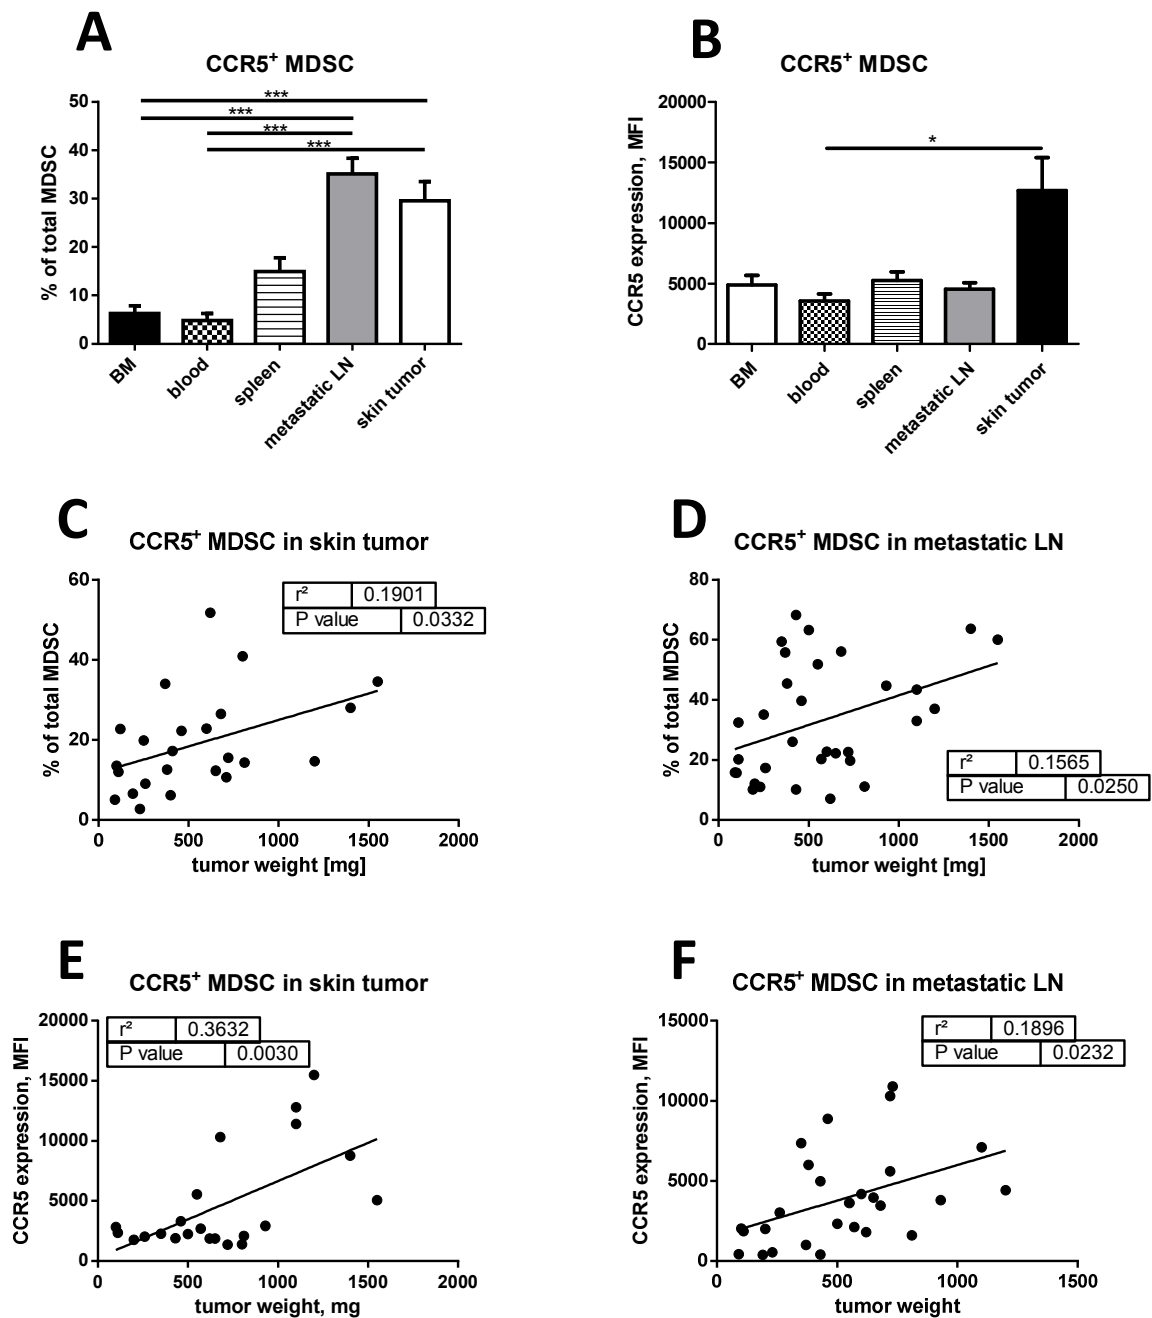 A
CCR5+ MDSC
% of total MDSC
50
40
30
20
10
0
***
***
***
***
BM
blood
spleen
metastatic LN
skin tumor
B
CCR5+ MDSC
CCR5 expression, MFI
20000
15000
10000
5000
0
*
BM
blood
spleen
metastatic LN
skin tumor
C
CCR5+ MDSC in skin tumor
% of total MDSC
60
40
20
0
r² 0.1901
P value 0.0332
0 500 1000 1500 2000
tumor weight [mg]
D
CCR5+ MDSC in metastatic LN
% of total MDSC
80
60
40
20
0
r² 0.1565
P value 0.0250
0 500 1000 1500 2000
tumor weight [mg]
E
CCR5+ MDSC in skin tumor
CCR5 expression, MFI
20000
15000
10000
5000
0
r² 0.3632
P value 0.0030
0 500 1000 1500 2000
tumor weight, mg
F
CCR5+ MDSC in metastatic LN
CCR5 expression, MFI
15000
10000
5000
0
r² 0.1896
P value 0.0232
0 500 1000 1500
tumor weight